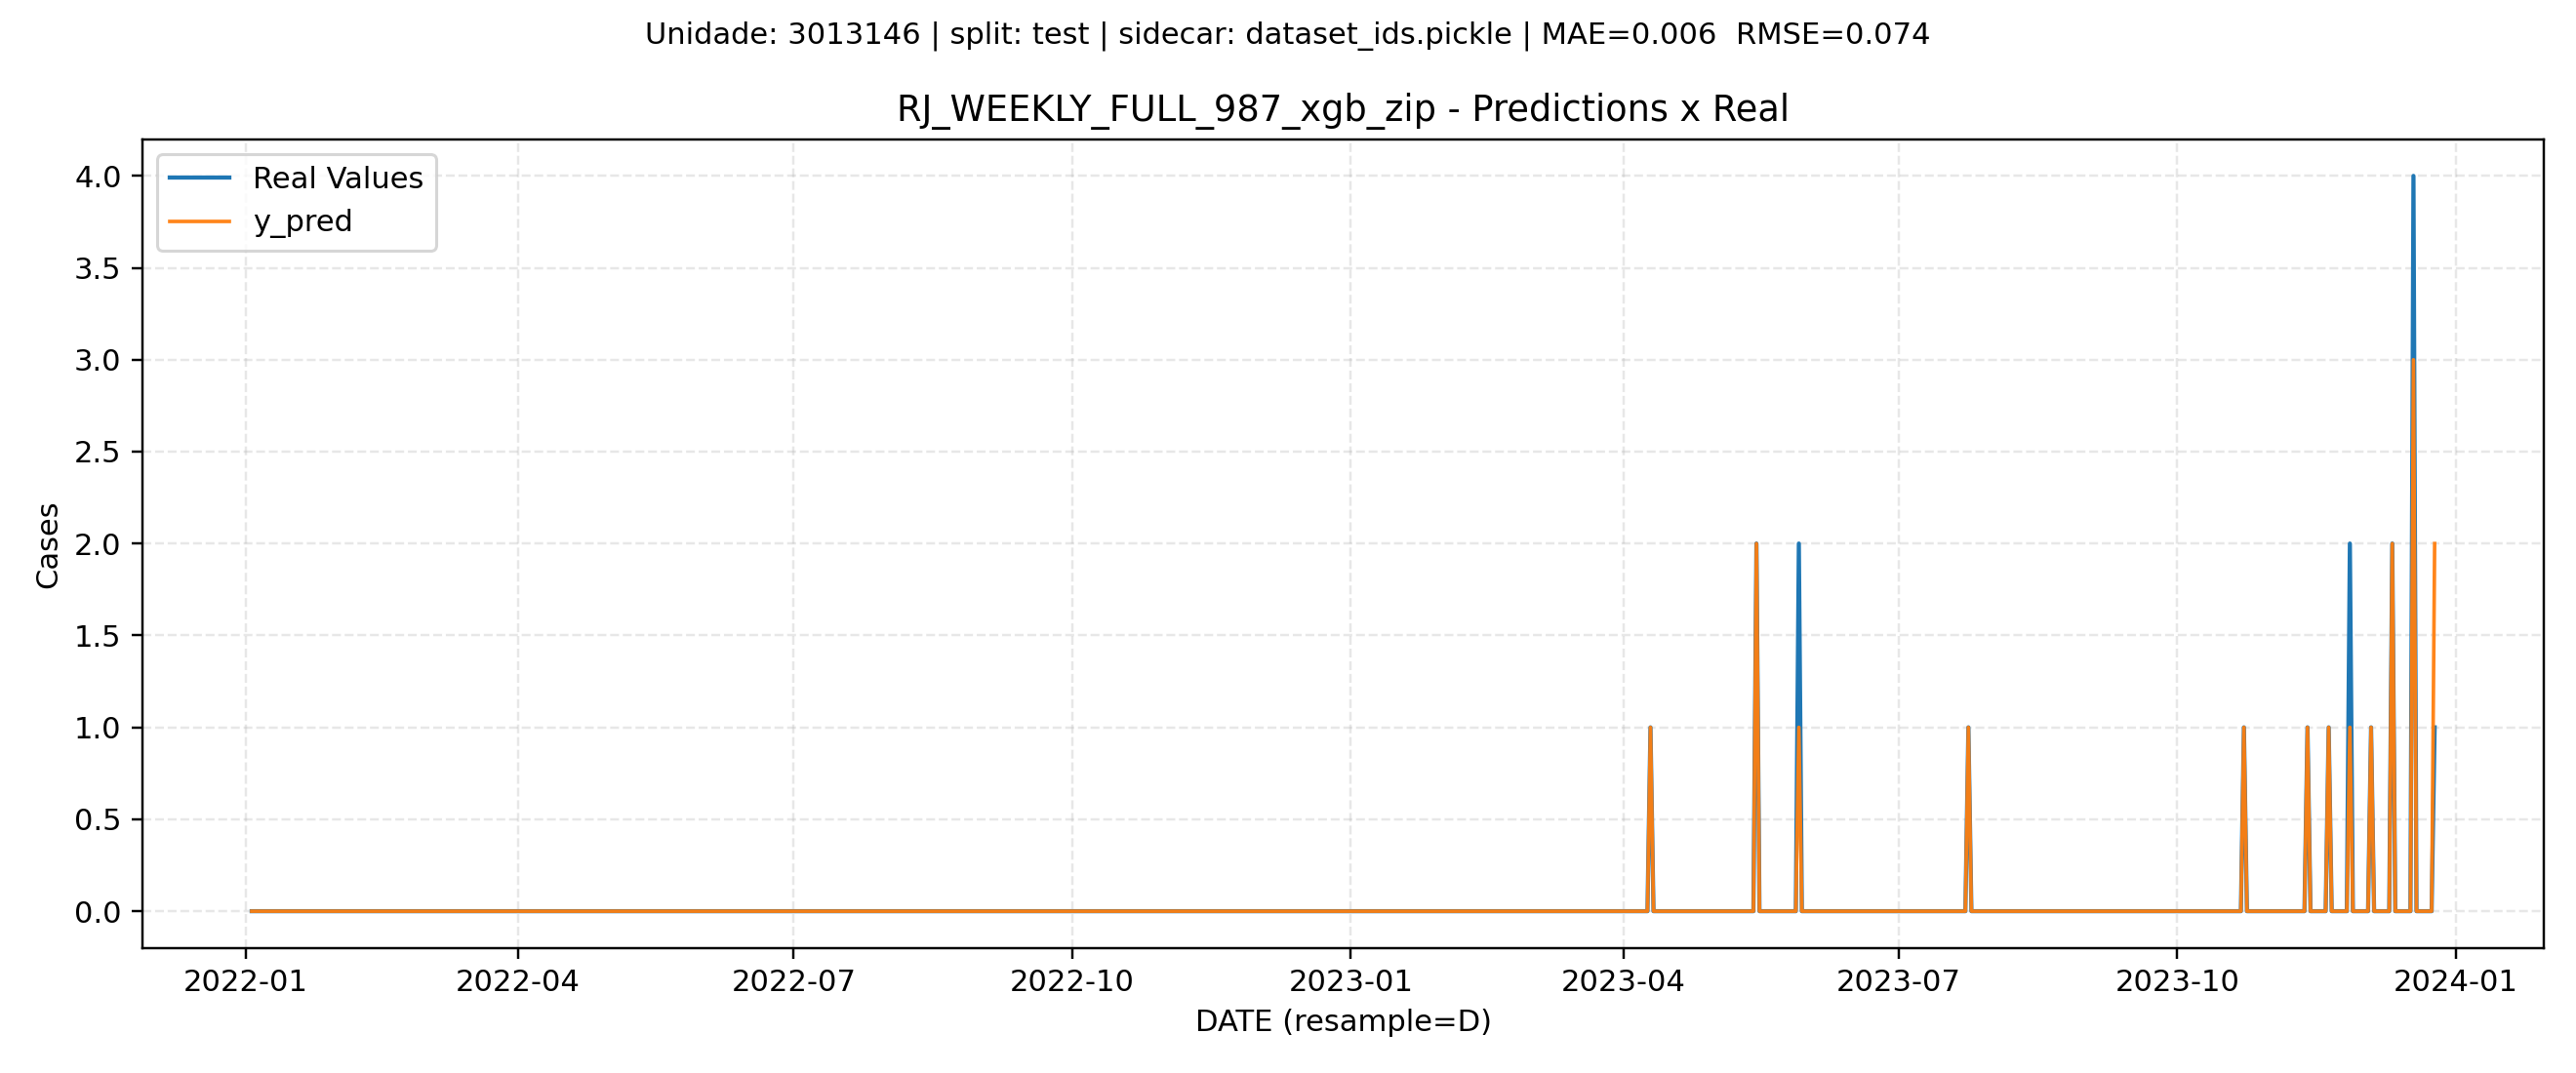 Unidade: 3013146 | split: test | sidecar: dataset_ids.pickle | MAE=0.006  RMSE=0.074
RJ_WEEKLY_FULL_987_xgb_zip - Predictions x Real
Real Values
y_pred
4.0
3.5
3.0
2.5
2.0
1.5
1.0
0.5
0.0
Cases
2022-01 2022-04 2022-07 2022-10 2023-01 2023-04 2023-07 2023-10 2024-01
DATE (resample=D)